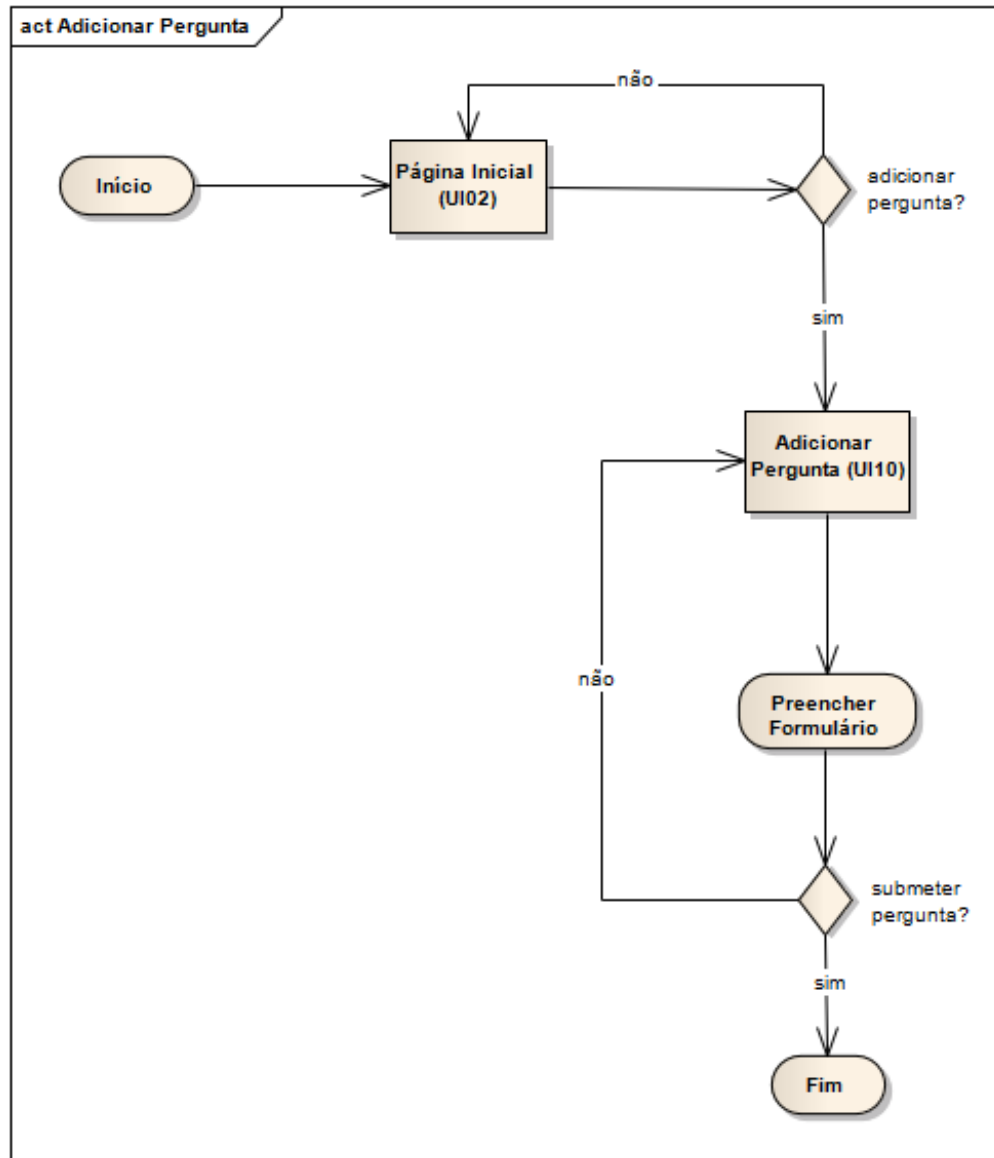 act Adicionar Pergunta
não
Início
Página Inicial
(UI02)
adicionar
pergunta?
sim
Adicionar
Pergunta (UI10)
não
Preencher
Formulário
submeter
pergunta?
sim
Fim